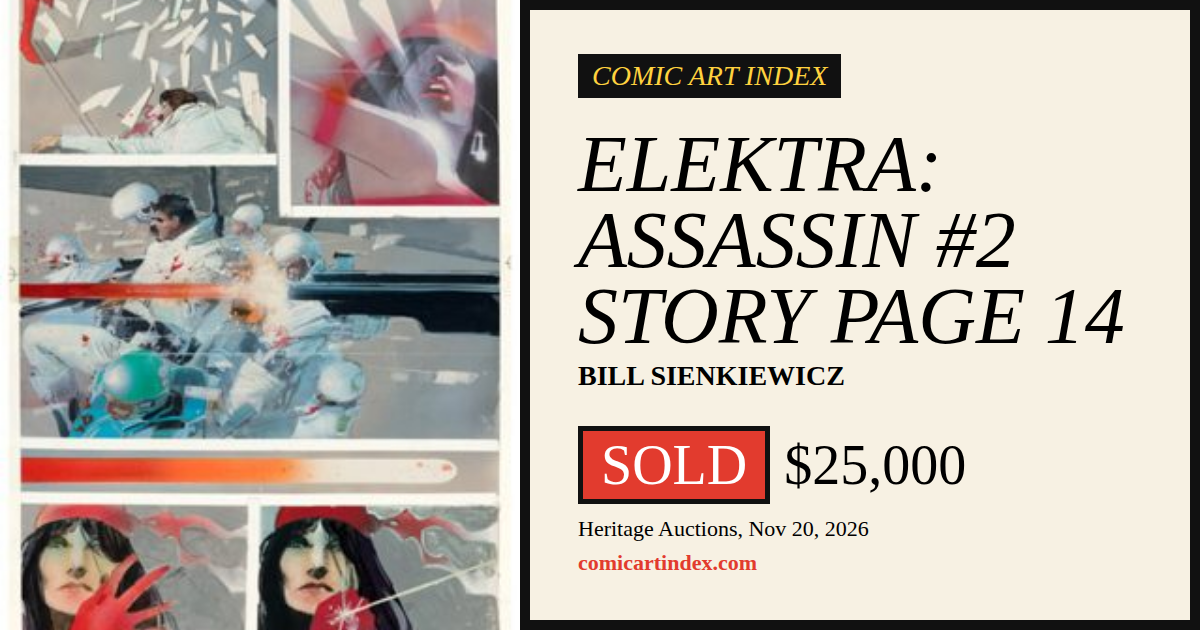 COMIC ART INDEX
ELEKTRA:
ASSASSIN #2
STORY PAGE 14
BILL SIENKIEWICZ
SOLD $25,000
Heritage Auctions, Nov 20, 2026
comicartindex.com